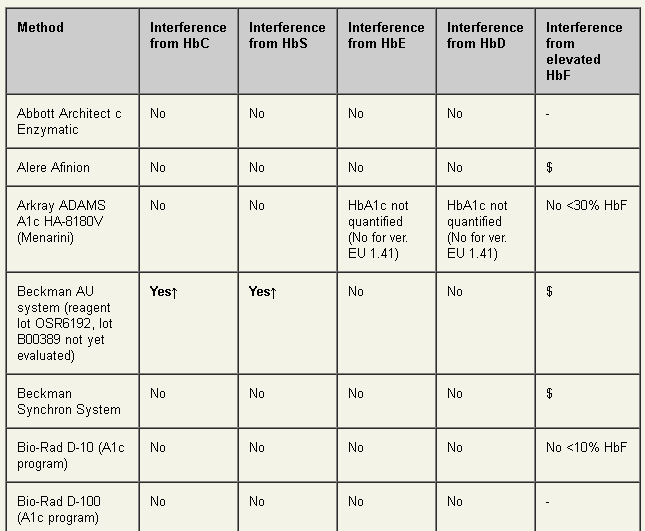 Method
Interference
from HbC
Interference
from HbS
Interference
from HbE
Interference
from HbD
Interference
from
elevated
HbF
Abbott Architect c
Enzymatic
No
No
No
No
-
Alere Afinion
No
No
No
No
$
Arkray ADAMS
A1c HA-8180V
(Menarini)
No
No
HbA1c not
quantified
(No for ver.
EU 1.41)
HbA1c not
quantified
(No for ver.
EU 1.41)
No <30% HbF
Beckman AU
system (reagent
lot OSR6192, lot
B00389 not yet
evaluated)
Yes↑
Yes↑
No
No
$
Beckman
Synchron System
No
No
No
No
$
Bio-Rad D-10 (A1c
program)
No
No
No
No
No <10% HbF
Bio-Rad D-100
(A1c program)
No
No
No
No
-